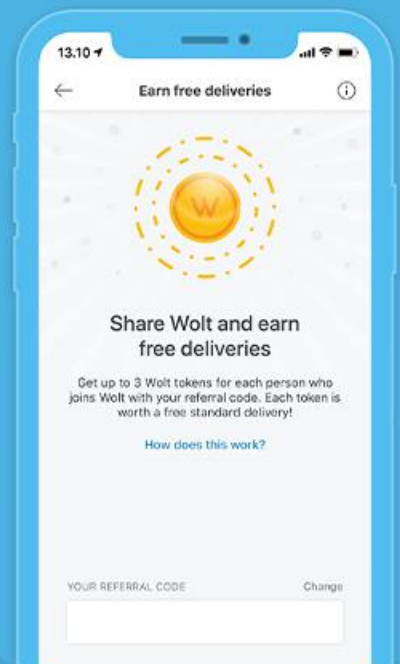 13.10
Earn free deliveries
W
Share Wolt and earn
free deliveries
Get up to 3 Wolt tokens for each person who
joins Wolt with your referral code. Each token is
worth a free standard delivery!
How does this work?
YOUR REFERRAL CODE Change